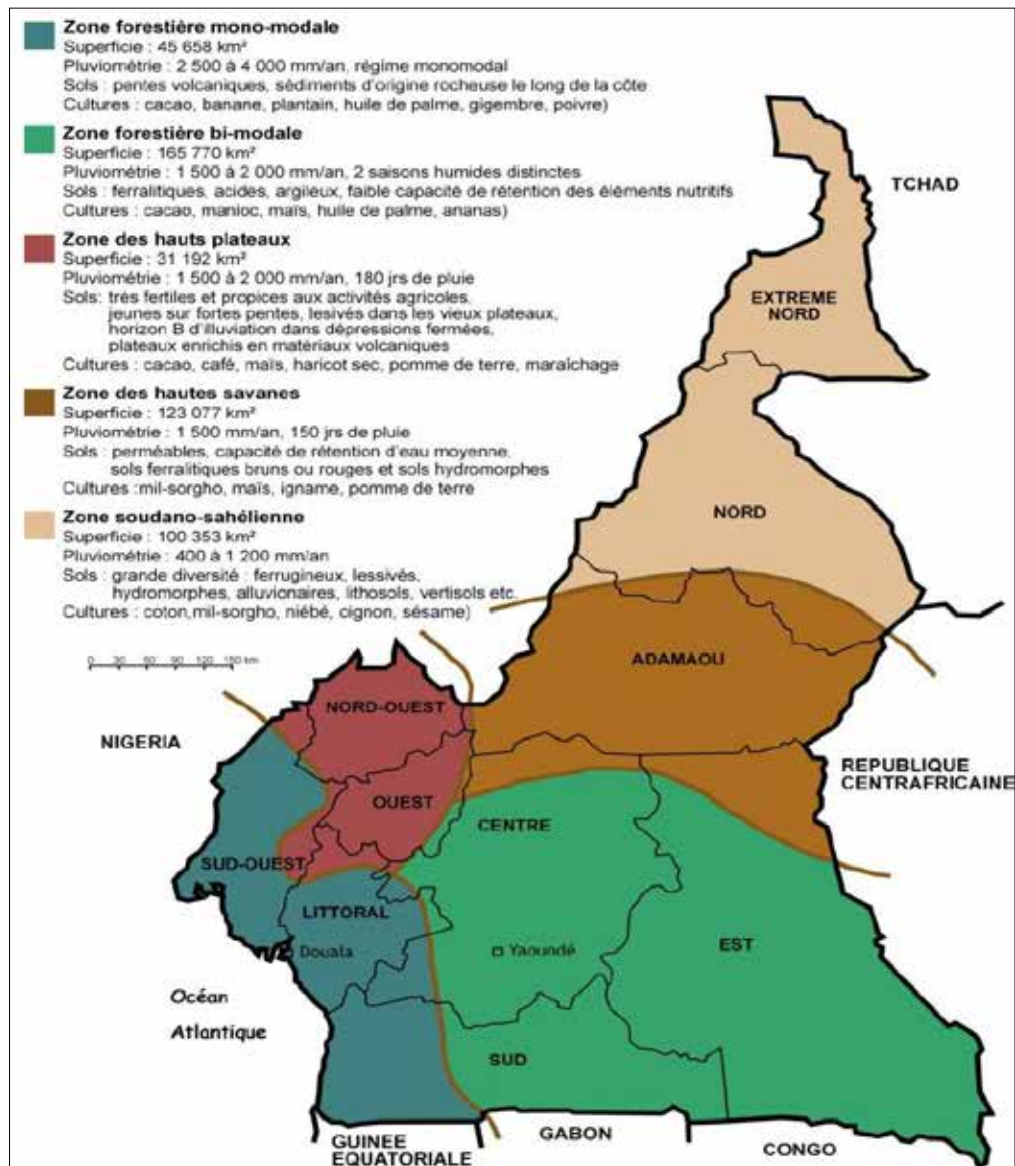 Zone forestière mono-modale
Superficie : 45 658 km²
Pluviométrie : 2 500 à 4 000 mm/an, régime monomodal
Sols : pentes volcaniques, sédiments d'origine rocheuse le long de la côte
Cultures : cacao, banane, plantain, huile de palme, gigembre, poivre)
Zone forestière bi-modale
Superficie : 165 770 km²
Pluviométrie : 1 500 à 2 000 mm/an, 2 saisons humides distinctes
Sols : ferralitiques, acides, argileux, faible capacité de rétention des éléments nutritifs
Cultures : cacao, manioc, maïs, huile de palme, ananas)
Zone des hauts plateaux
Superficie : 31 192 km²
Pluviométrie : 1 500 à 2 000 mm/an, 180 jrs de pluie
Sols: très fertiles et propices aux activités agricoles,
jeunes sur fortes pentes, lesivés dans les vieux plateaux,
horizon B d'illuviation dans dépressions fermées,
plateaux enrichis en matériaux volcaniques
Cultures : cacao, café, maïs, haricot sec, pomme de terre, maraîchage
Zone des hautes savanes
Superficie : 123 077 km²
Pluviométrie : 1 500 mm/an, 150 jrs de pluie
Sols : perméables, capacité de rétention d'eau moyenne,
sols ferralitiques bruns ou rouges et sols hydromorphes
Cultures :mil-sorgho, maïs, igname, pomme de terre
Zone soudano-sahélienne
Superficie : 100 353 km²
Pluviométrie : 400 à 1 200 mm/an
Sols : grande diversité : ferrugineux, lessivés,
hydromorphes, alluvionaires, lithosols, vertisols etc.
Cultures : coton,mil-sorgho, niébé, oignon, sésame)
0 30 60 90 120 150 km
TCHAD
EXTREME
NORD
NORD
ADAMAOU
NORD-OUEST
NIGERIA
REPUBLIQUE
CENTRAFRICAINE
OUEST
CENTRE
SUD-OUEST
LITTORAL
EST
Douala
Yaoundé
Océan
Atlantique
SUD
GUINEE
EQUATORIALE
GABON
CONGO